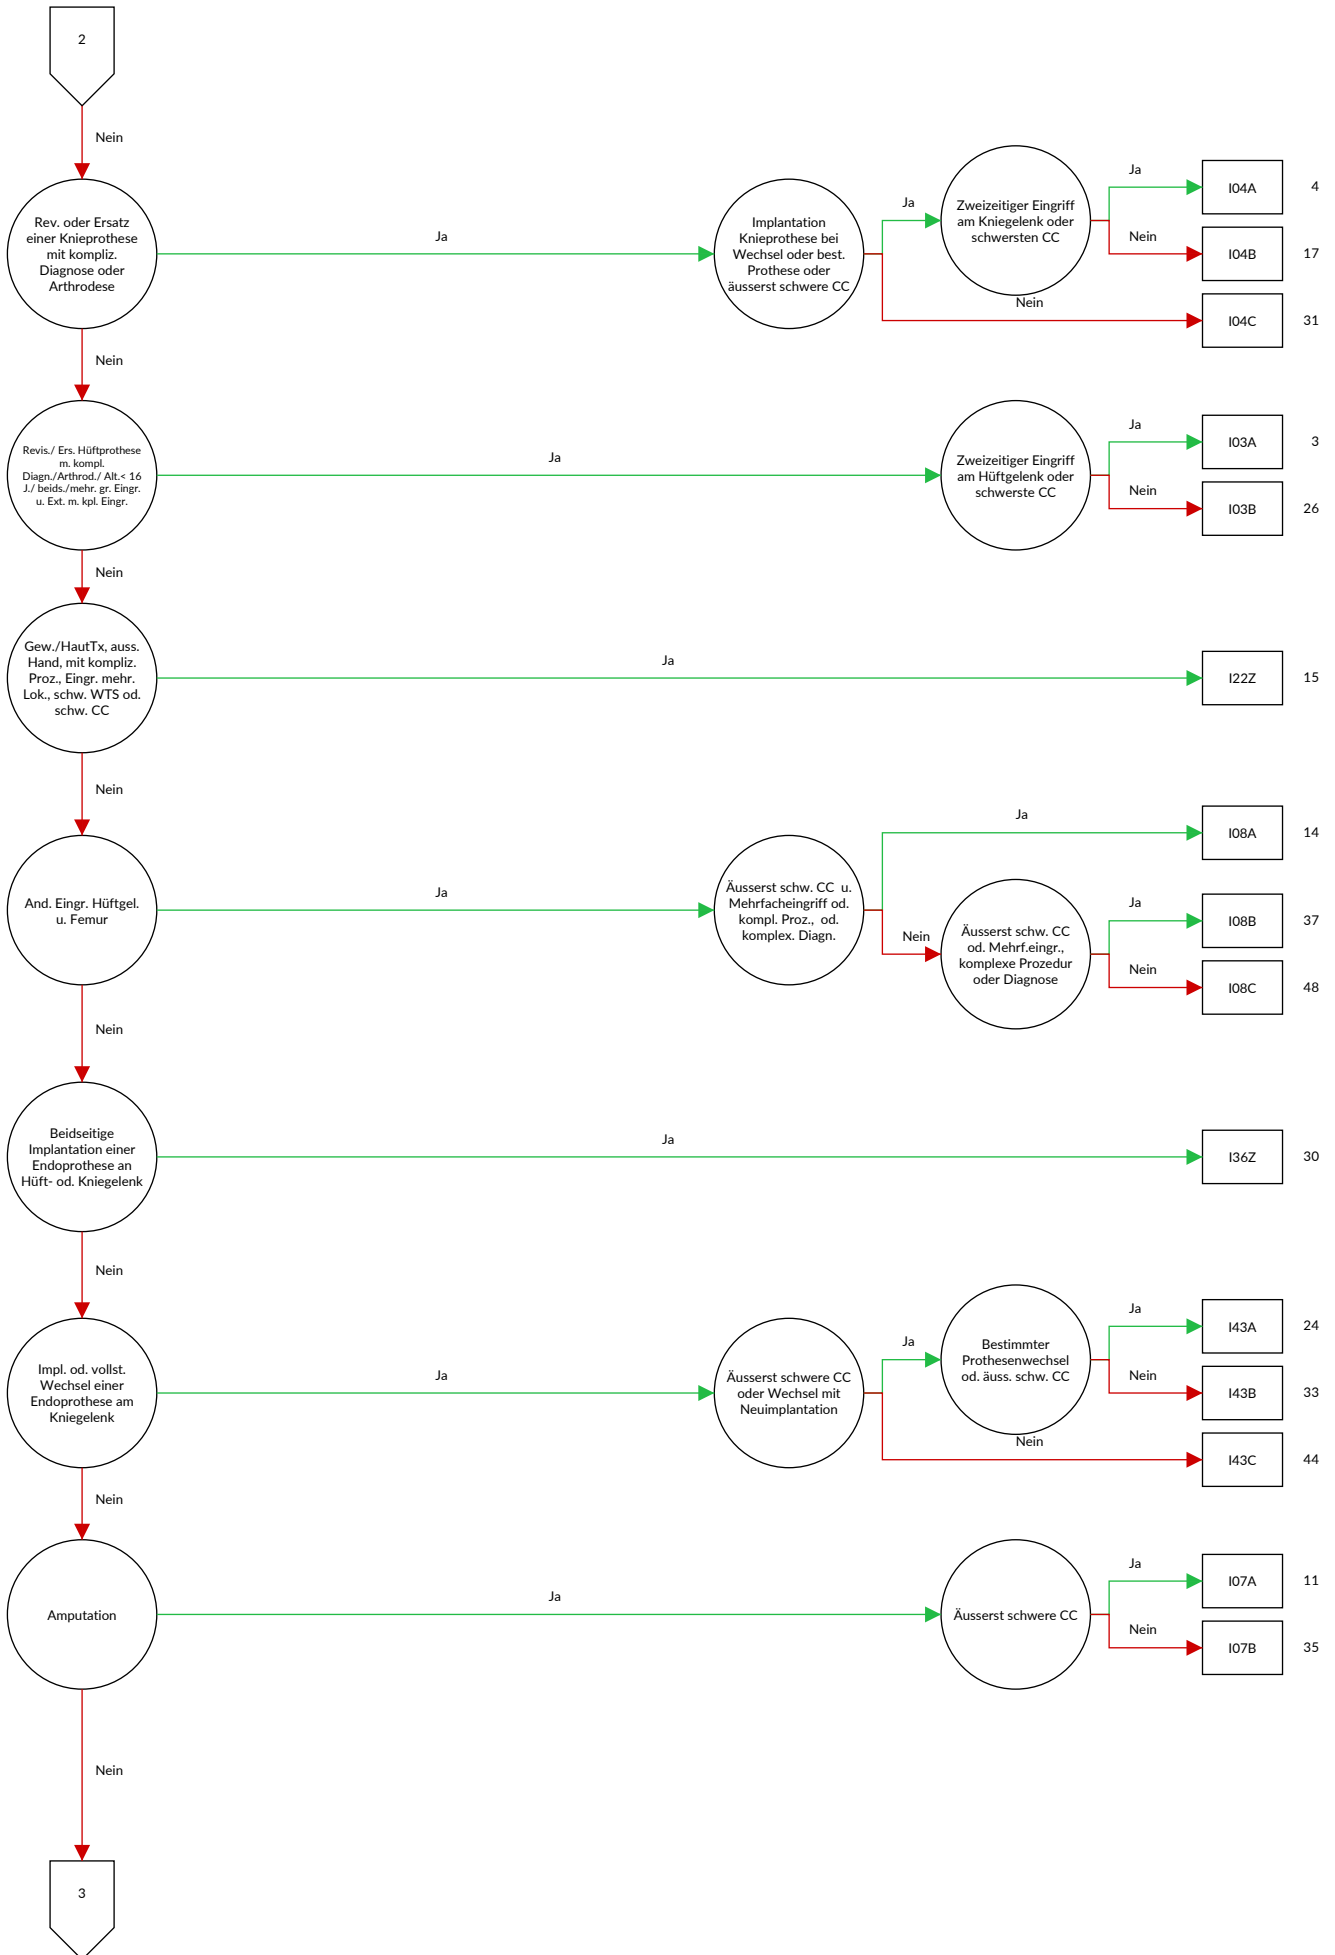 2
Nein
Rev. oder Ersatz
einer Knieprothese
mit kompliz.
Diagnose oder
Arthrodese
Ja
Implantation
Knieprothese bei
Wechsel oder best.
Prothese oder
äusserst schwere CC
Ja
Zweizeitiger Eingriff
am Kniegelenk oder
schwersten CC
Ja
I04A
4
Nein
I04B
17
Nein
I04C
31
Nein
Revis./ Ers. Hüftprothese
m. kompl.
Diagn./Arthrod./ Alt.< 16
J./ beids./mehr. gr. Eingr.
u. Ext. m. kpl. Eingr.
Ja
Zweizeitiger Eingriff
am Hüftgelenk oder
schwerste CC
Ja
I03A
3
Nein
I03B
26
Nein
Gew./HautTx, auss.
Hand, mit kompliz.
Proz., Eingr. mehr.
Lok., schw. WTS od.
schw. CC
Ja
I22Z
15
Nein
And. Eingr. Hüftgel.
u. Femur
Ja
Äusserst schw. CC u.
Mehrfacheingriff od.
kompl. Proz., od.
komplex. Diagn.
Ja
I08A
14
Nein
Äusserst schw. CC
od. Mehrf.eingr.,
komplexe Prozedur
oder Diagnose
Ja
I08B
37
Nein
I08C
48
Nein
Beidseitige
Implantation einer
Endoprothese an
Hüft- od. Kniegelenk
Ja
I36Z
30
Nein
Impl. od. vollst.
Wechsel einer
Endoprothese am
Kniegelenk
Ja
Äusserst schwere CC
oder Wechsel mit
Neuimplantation
Ja
Bestimmter
Prothesenwechsel
od. äuss. schw. CC
Ja
I43A
24
Nein
I43B
33
Nein
I43C
44
Nein
Amputation
Ja
Äusserst schwere CC
Ja
I07A
11
Nein
I07B
35
Nein
3